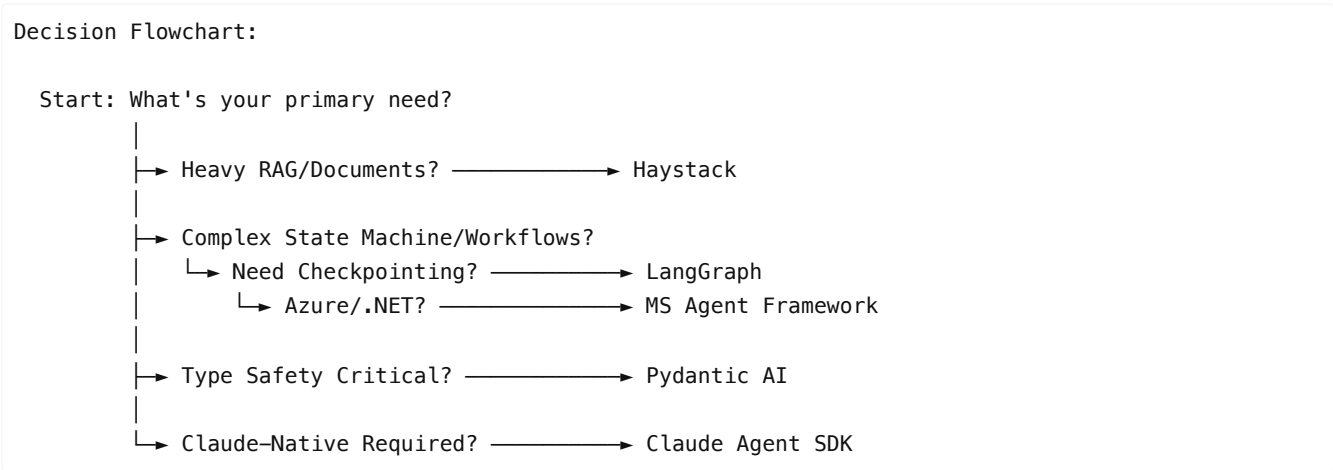 Decision Flowchart:
Start: What's your primary need?
Heavy RAG/Documents? Haystack
Complex State Machine/Workflows?
Need Checkpointing? LangGraph
Azure/.NET? MS Agent Framework
Type Safety Critical? Pydantic AI
Claude-Native Required? Claude Agent SDK